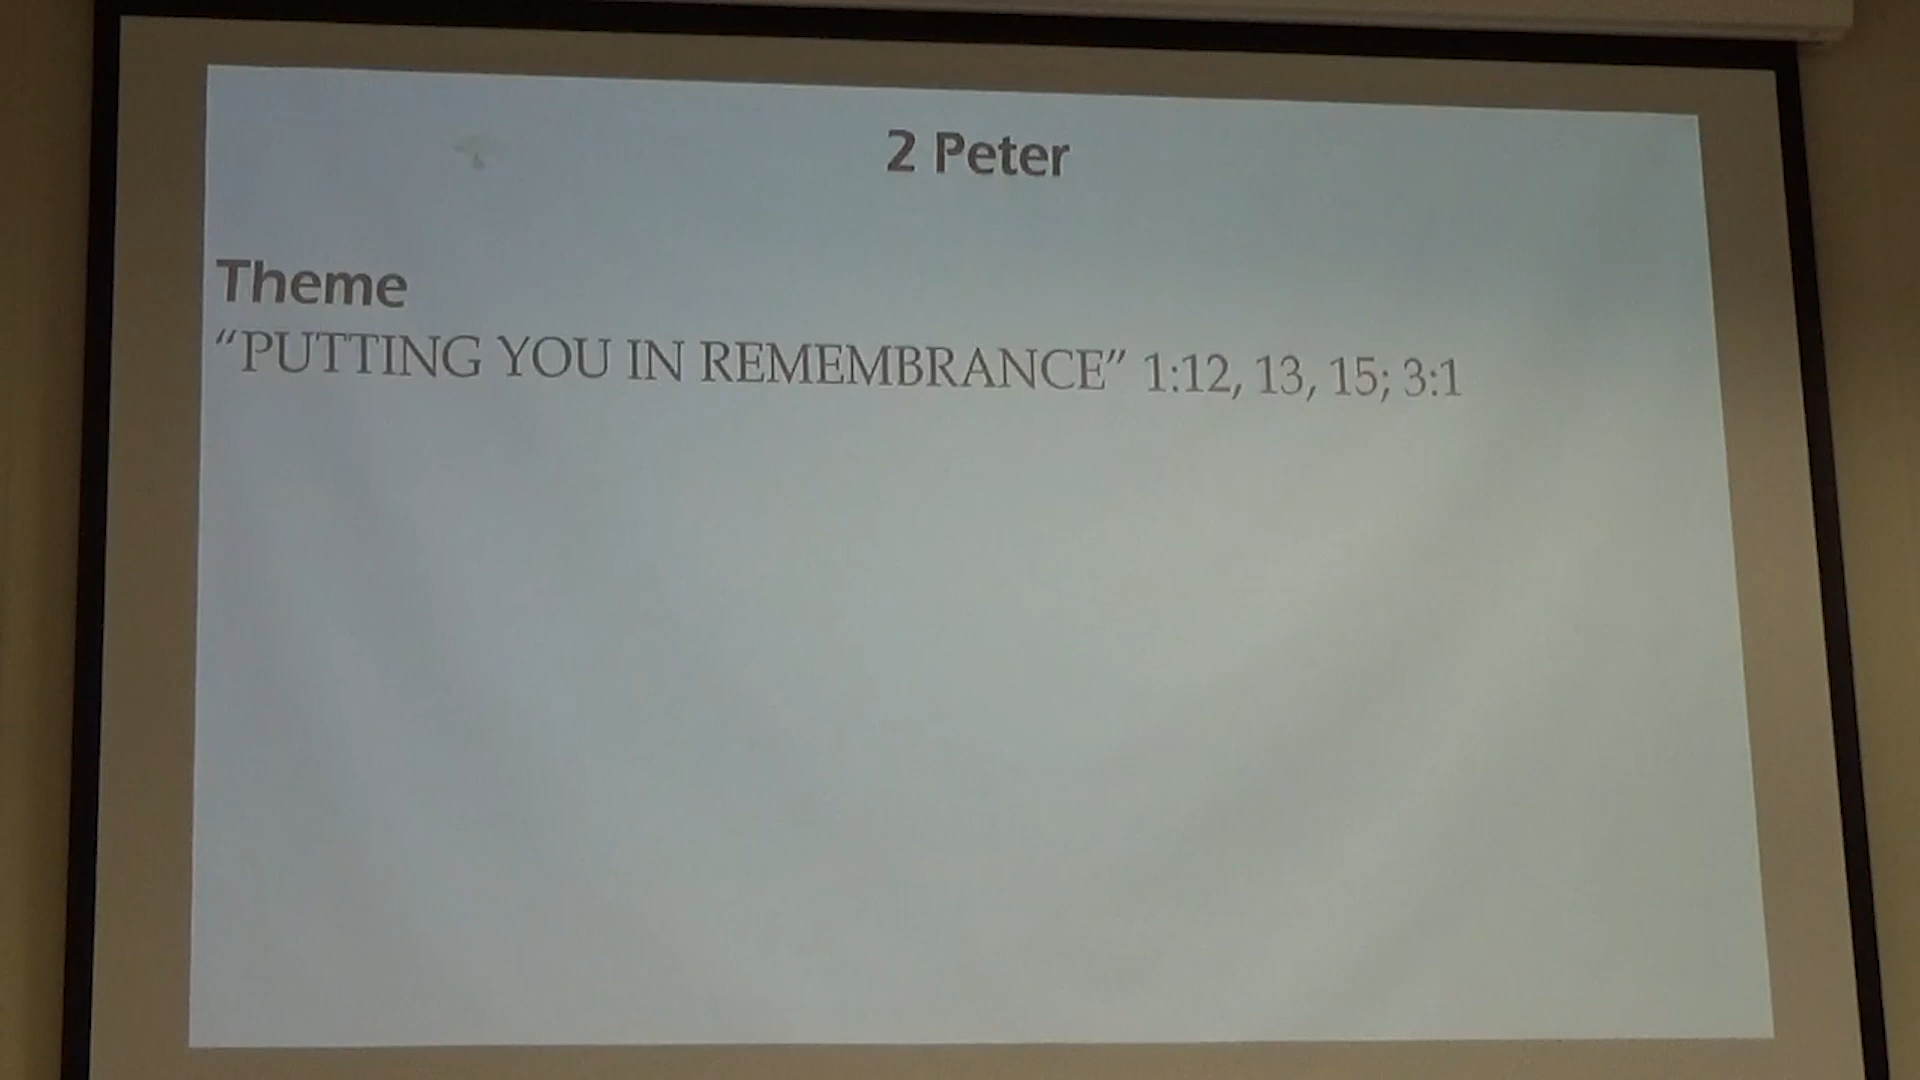 2 Peter
Theme
“PUTTING YOU IN REMEMBRANCE” 1:12, 13, 15; 3:1